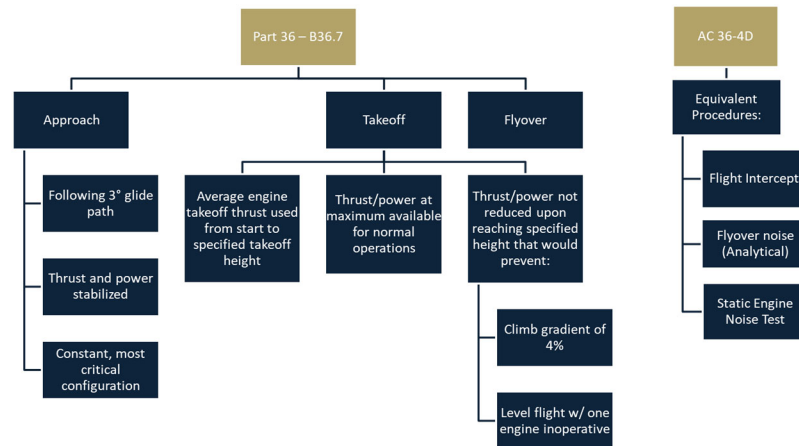 Part 36 – B36.7
Approach
Following 3° glide
path
Thrust and power
stabilized
Constant, most
critical
configuration
Takeoff
Average engine
takeoff thrust used
from start to
specified takeoff
height
Thrust/power at
maximum available
for normal
operations
Thrust/power not
reduced upon
reaching specified
height that would
prevent:
Climb gradient of
4%
Level flight w/ one
engine inoperative
Flyover
AC 36-4D
Equivalent
Procedures:
Flight Intercept
Flyover noise
(Analytical)
Static Engine
Noise Test